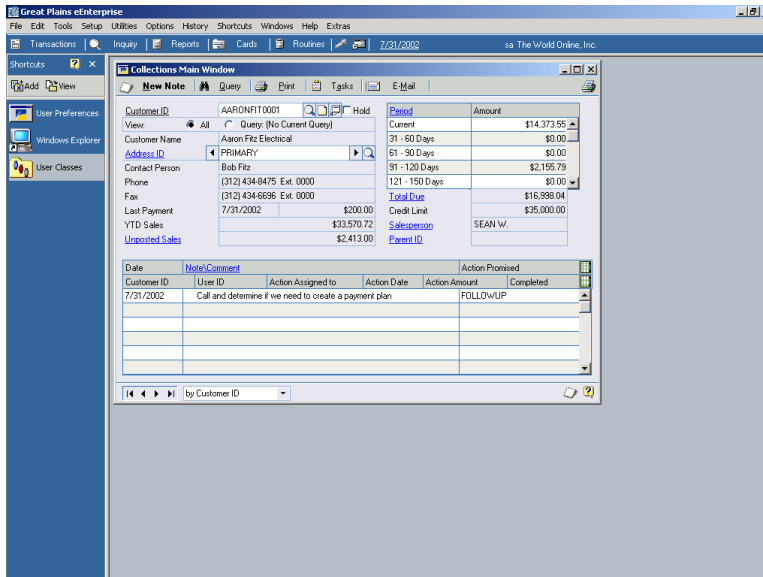 Great Plains eEnterprise
File Edit Tools Setup Utilities Options History Shortcuts Windows Help Extras
Transactions Inquiry Reports Cards Routines 7/31/2002 sa The World Online, Inc.
Shortcuts
Add View
User Preferences
Windows Explorer
User Classes
Collections Main Window
New Note Query Print Tasks E-Mail
Customer ID AARONFIT0001 Hold
View: All Query: (No Current Query)
Customer Name Aaron Fitz Electrical
Address ID PRIMARY
Contact Person Bob Fitz
Phone (312) 434-8475 Ext. 0000
Fax (312) 434-6696 Ext. 0000
Last Payment 7/31/2002 $200.00
YTD Sales $33,570.72
Unposted Sales $2,413.00
Period Amount
Current $14,373.55
31 - 60 Days $0.00
61 - 90 Days $0.00
91 - 120 Days $2,155.79
121 - 150 Days $0.00
Total Due $16,998.04
Credit Limit $35,000.00
Salesperson SEAN W.
Parent ID
Date Note\Comment Action Promised
Customer ID User ID Action Assigned to Action Date Action Amount Completed
7/31/2002 Call and determine if we need to create a payment plan FOLLOWUP
by Customer ID